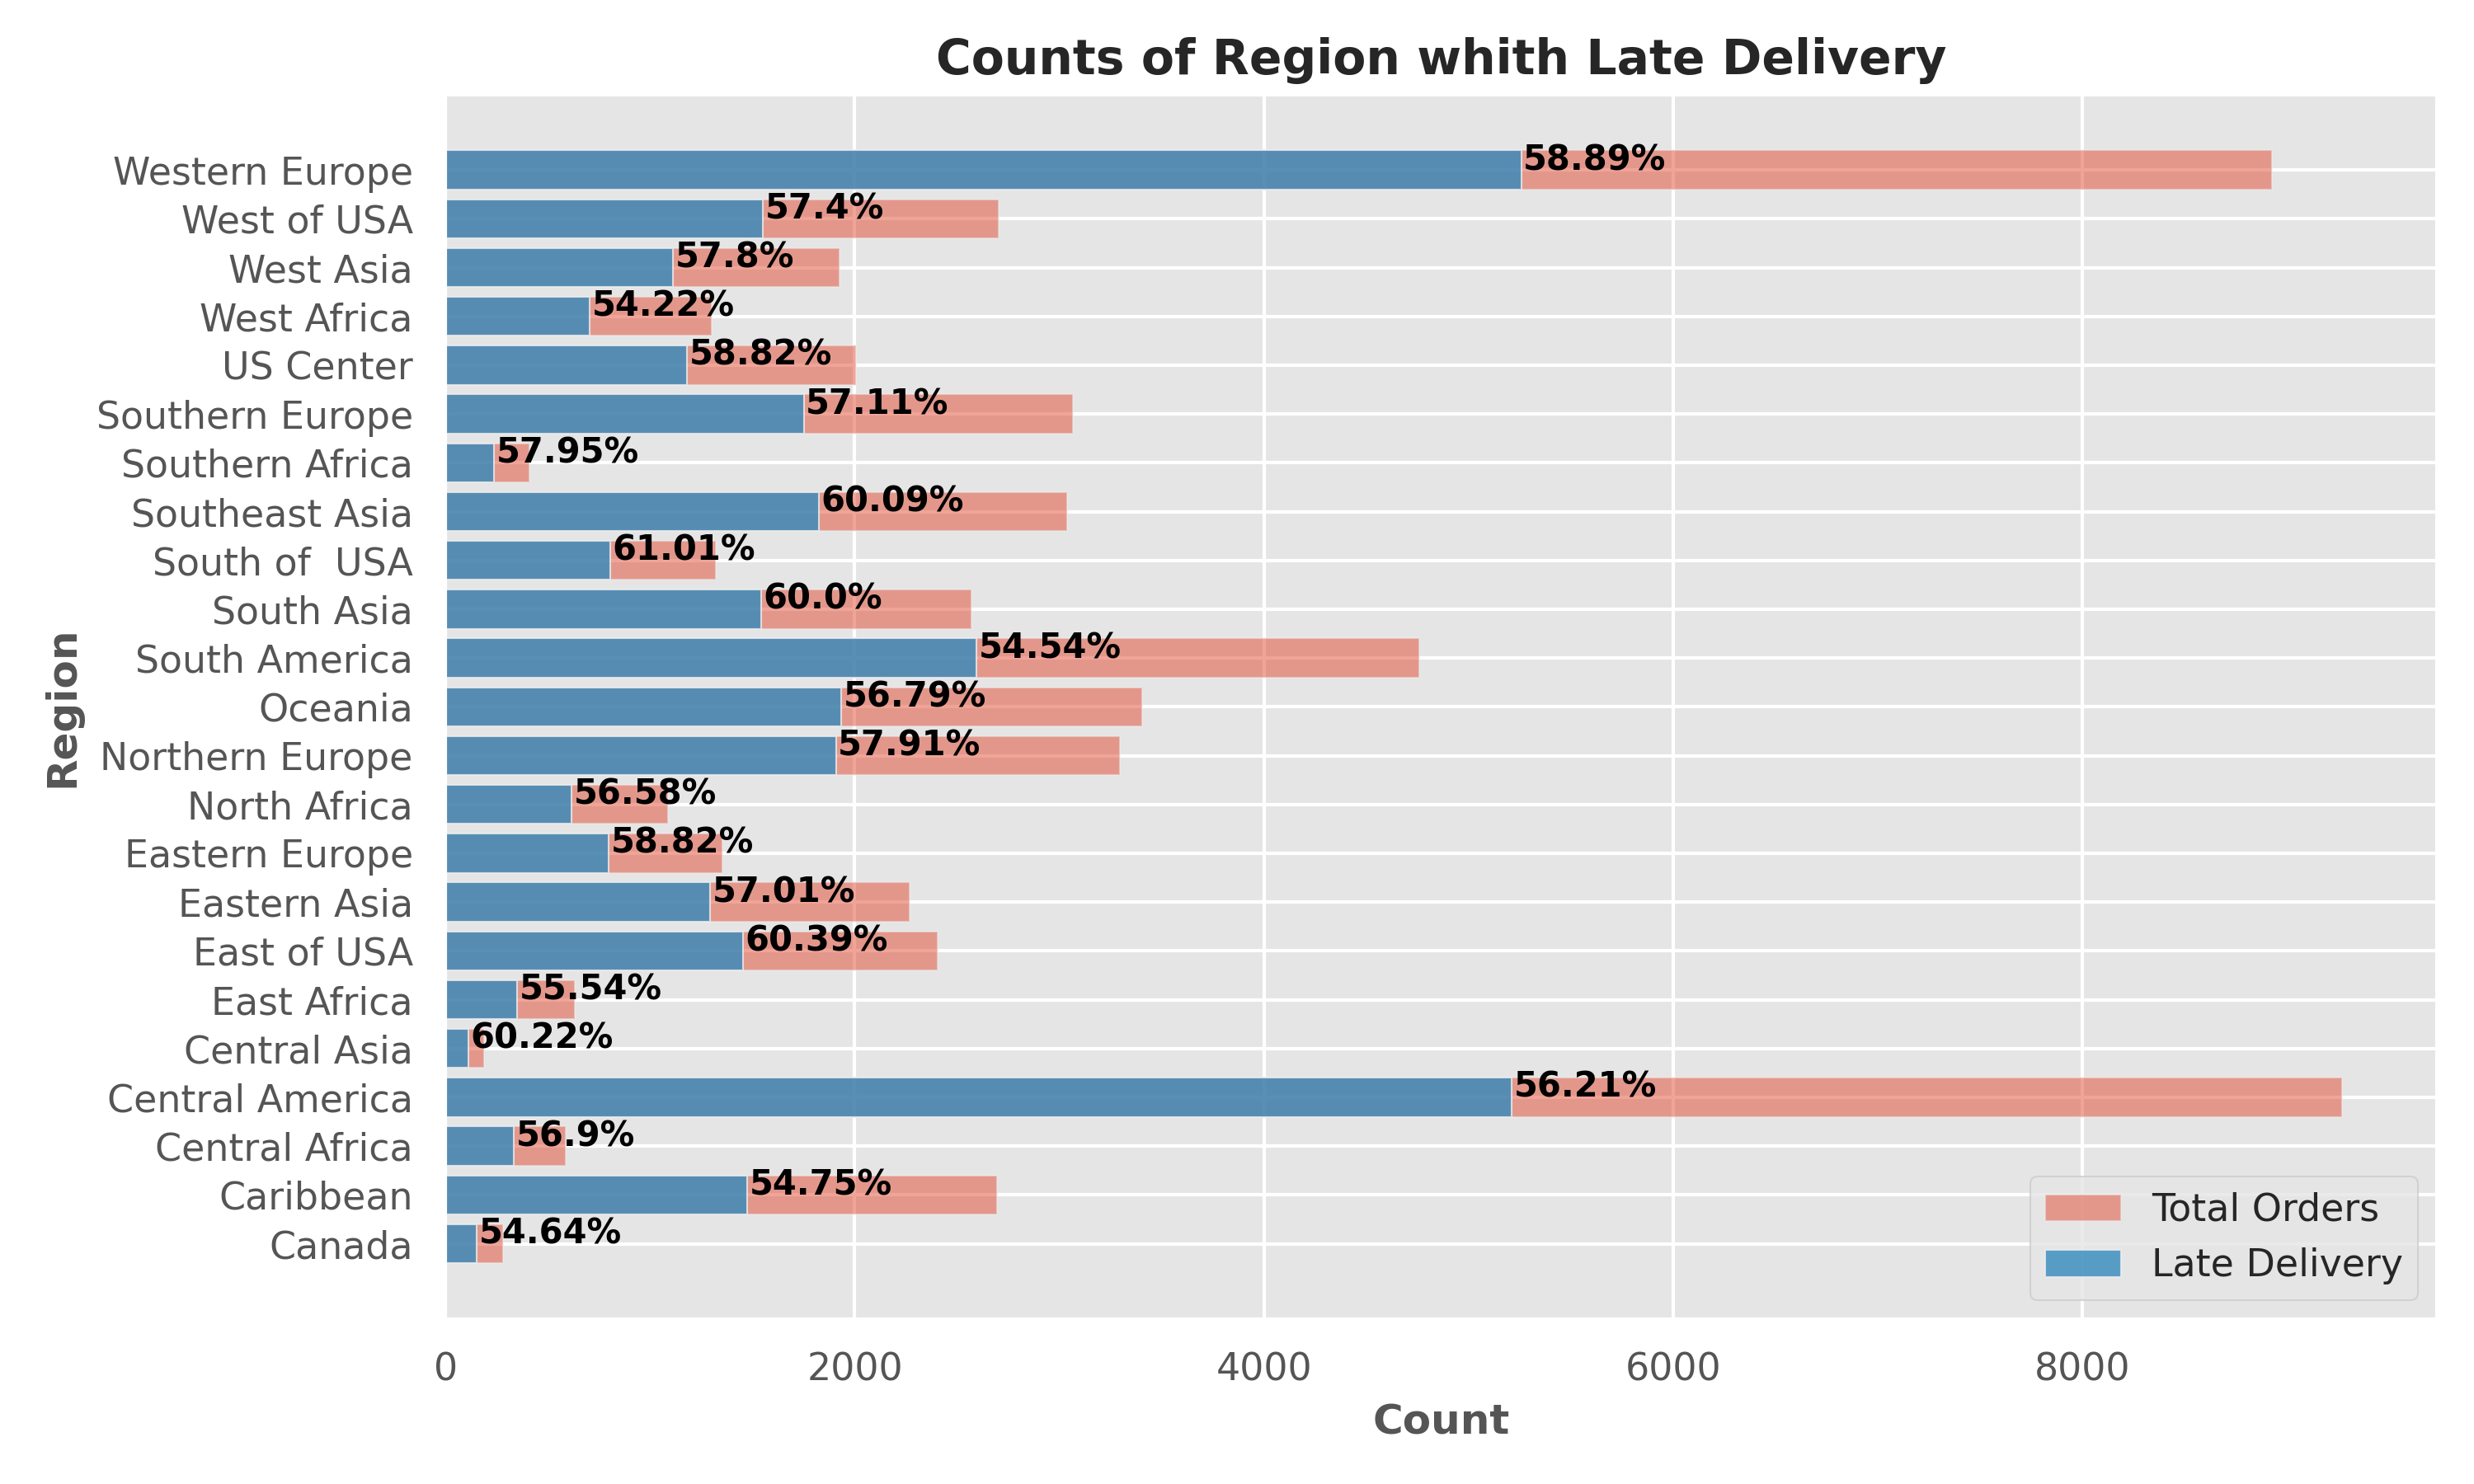 Counts of Region whith Late Delivery
Western Europe 58.89%
West of USA 57.4%
West Asia 57.8%
West Africa 54.22%
US Center 58.82%
Southern Europe 57.11%
Southern Africa 57.95%
Southeast Asia 60.09%
South of  USA 61.01%
South Asia 60.0%
South America 54.54%
Oceania 56.79%
Northern Europe 57.91%
North Africa 56.58%
Eastern Europe 58.82%
Eastern Asia 57.01%
East of USA 60.39%
East Africa 55.54%
Central Asia 60.22%
Central America 56.21%
Central Africa 56.9%
Caribbean 54.75%
Canada 54.64%
Region
Total Orders
Late Delivery
0 2000 4000 6000 8000
Count